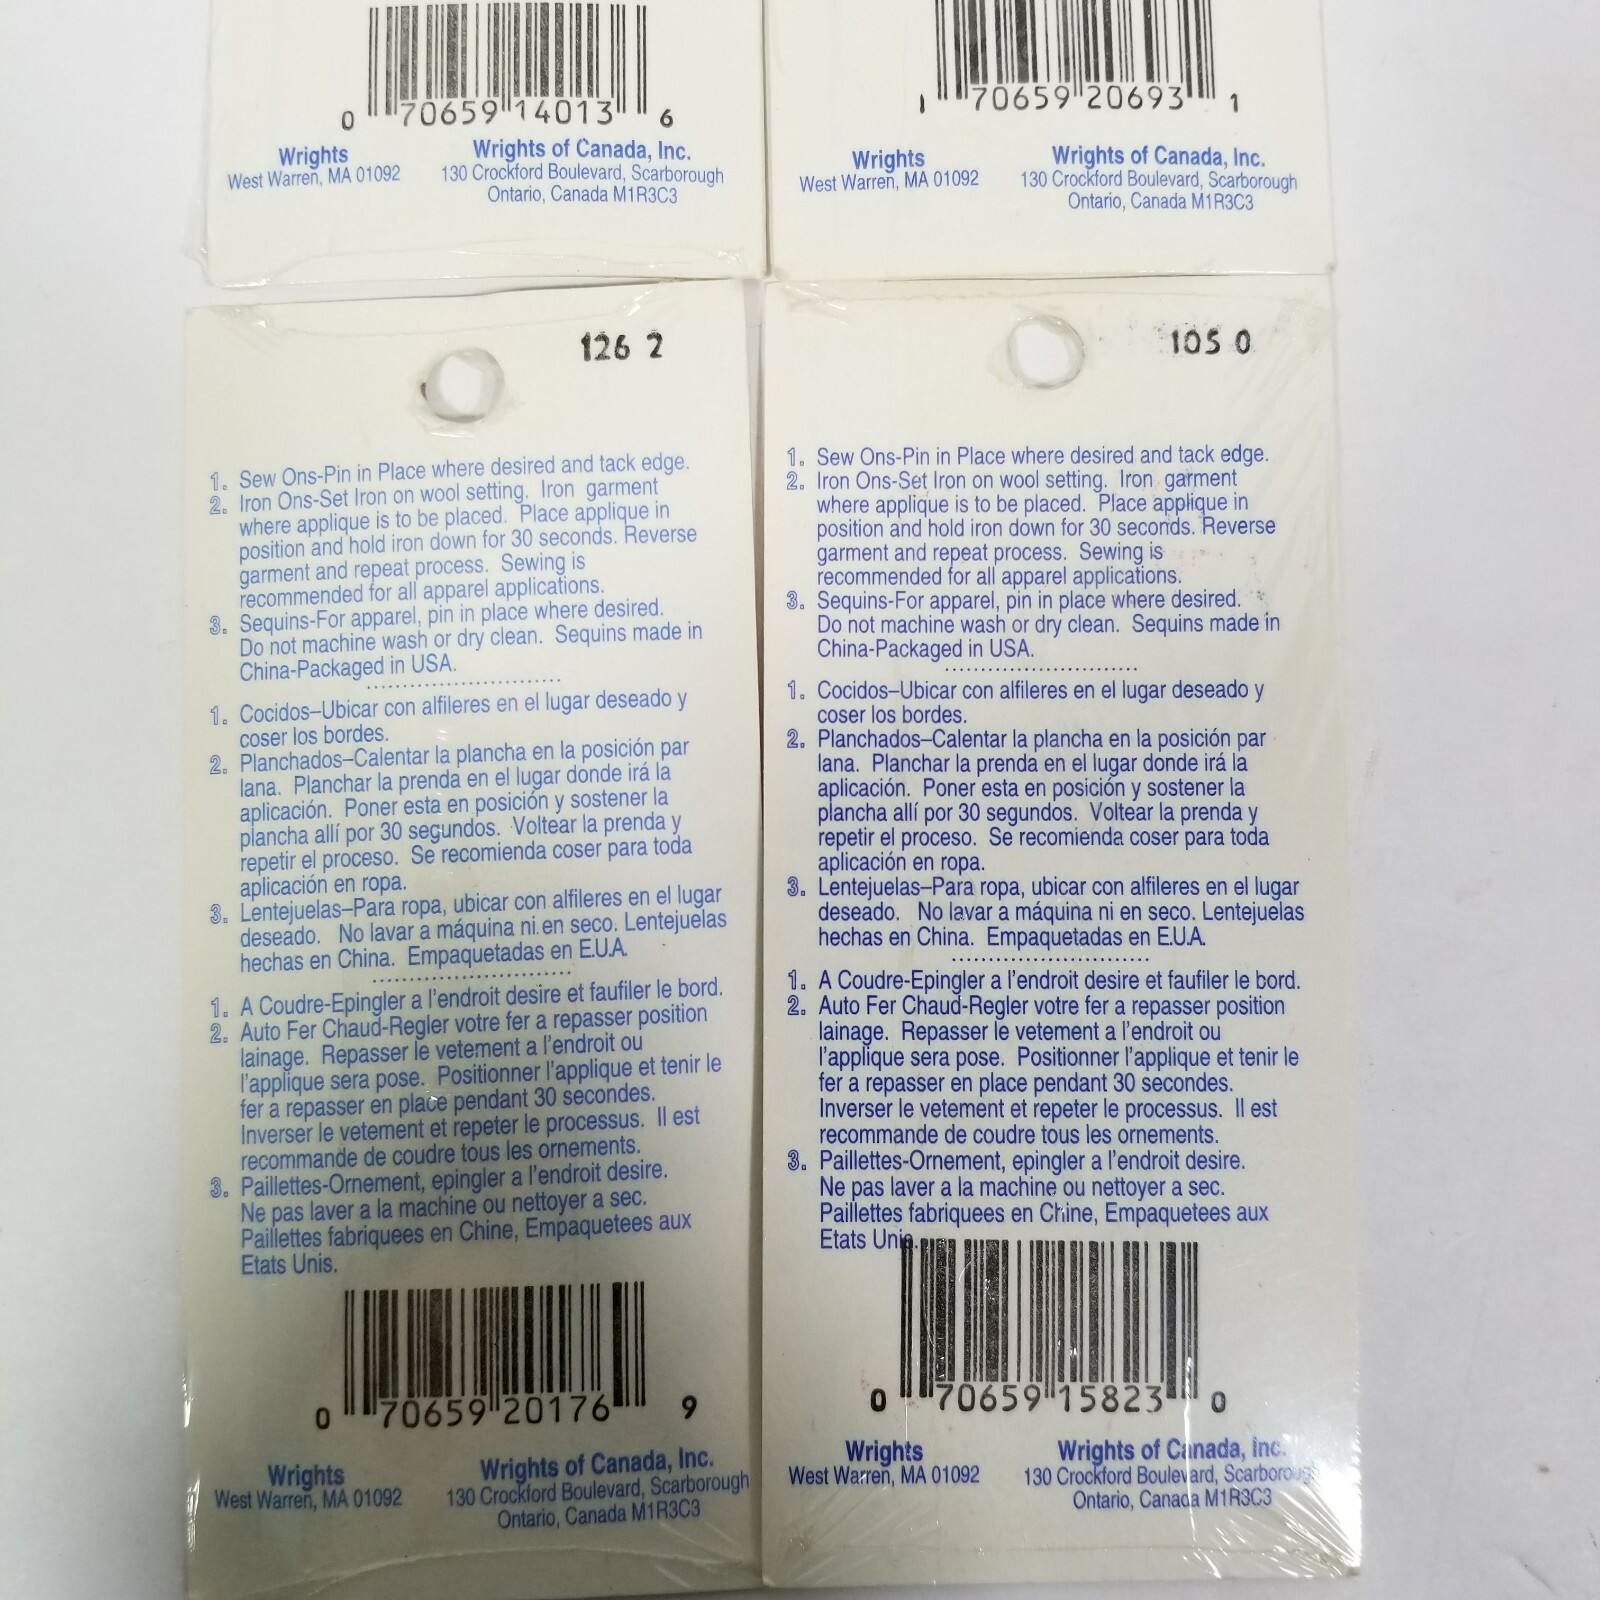 0 70659 14013 6
Wrights
West Warren, MA 01092
Wrights of Canada, Inc.
130 Crockford Boulevard, Scarborough
Ontario, Canada M1R3C3
1 70659 20693 1
Wrights
West Warren, MA 01092
Wrights of Canada, Inc.
130 Crockford Boulevard, Scarborough
Ontario, Canada M1R3C3
126 2
1. Sew Ons-Pin in Place where desired and tack edge.
2. Iron Ons-Set Iron on wool setting. Iron garment
where applique is to be placed. Place applique in
position and hold iron down for 30 seconds. Reverse
garment and repeat process. Sewing is
recommended for all apparel applications.
3. Sequins-For apparel, pin in place where desired.
Do not machine wash or dry clean. Sequins made in
China-Packaged in USA.
1. Cocidos–Ubicar con alfileres en el lugar deseado y
coser los bordes.
2. Planchados–Calentar la plancha en la posición par
lana. Planchar la prenda en el lugar donde irá la
aplicación. Poner esta en posición y sostener la
plancha allí por 30 segundos. Voltear la prenda y
repetir el proceso. Se recomienda coser para toda
aplicación en ropa.
3. Lentejuelas–Para ropa, ubicar con alfileres en el lugar
deseado. No lavar a máquina ni en seco. Lentejuelas
hechas en China. Empaquetadas en E.U.A.
1. A Coudre-Epingler a l'endroit desire et faufiler le bord.
2. Auto Fer Chaud-Regler votre fer a repasser position
lainage. Repasser le vetement a l'endroit ou
l'applique sera pose. Positionner l'applique et tenir le
fer a repasser en place pendant 30 secondes.
Inverser le vetement et repeter le processus. Il est
recommande de coudre tous les ornements.
3. Paillettes-Ornement, epingler a l'endroit desire.
Ne pas laver a la machine ou nettoyer a sec.
Paillettes fabriquees en Chine, Empaquetees aux
Etats Unis.
0 70659 20176 9
Wrights
West Warren, MA 01092
Wrights of Canada, Inc.
130 Crockford Boulevard, Scarborough
Ontario, Canada M1R3C3
105 0
1. Sew Ons-Pin in Place where desired and tack edge.
2. Iron Ons-Set Iron on wool setting. Iron garment
where applique is to be placed. Place applique in
position and hold iron down for 30 seconds. Reverse
garment and repeat process. Sewing is
recommended for all apparel applications.
3. Sequins-For apparel, pin in place where desired.
Do not machine wash or dry clean. Sequins made in
China-Packaged in USA.
1. Cocidos–Ubicar con alfileres en el lugar deseado y
coser los bordes.
2. Planchados–Calentar la plancha en la posición par
lana. Planchar la prenda en el lugar donde irá la
aplicación. Poner esta en posición y sostener la
plancha allí por 30 segundos. Voltear la prenda y
repetir el proceso. Se recomienda coser para toda
aplicación en ropa.
3. Lentejuelas–Para ropa, ubicar con alfileres en el lugar
deseado. No lavar a máquina ni en seco. Lentejuelas
hechas en China. Empaquetadas en E.U.A.
1. A Coudre-Epingler a l'endroit desire et faufiler le bord.
2. Auto Fer Chaud-Regler votre fer a repasser position
lainage. Repasser le vetement a l'endroit ou
l'applique sera pose. Positionner l'applique et tenir le
fer a repasser en place pendant 30 secondes.
Inverser le vetement et repeter le processus. Il est
recommande de coudre tous les ornements.
3. Paillettes-Ornement, epingler a l'endroit desire.
Ne pas laver a la machine ou nettoyer a sec.
Paillettes fabriquees en Chine, Empaquetees aux
Etats Unis.
0 70659 15823 0
Wrights
West Warren, MA 01092
Wrights of Canada, Inc.
130 Crockford Boulevard, Scarborough
Ontario, Canada M1R3C3